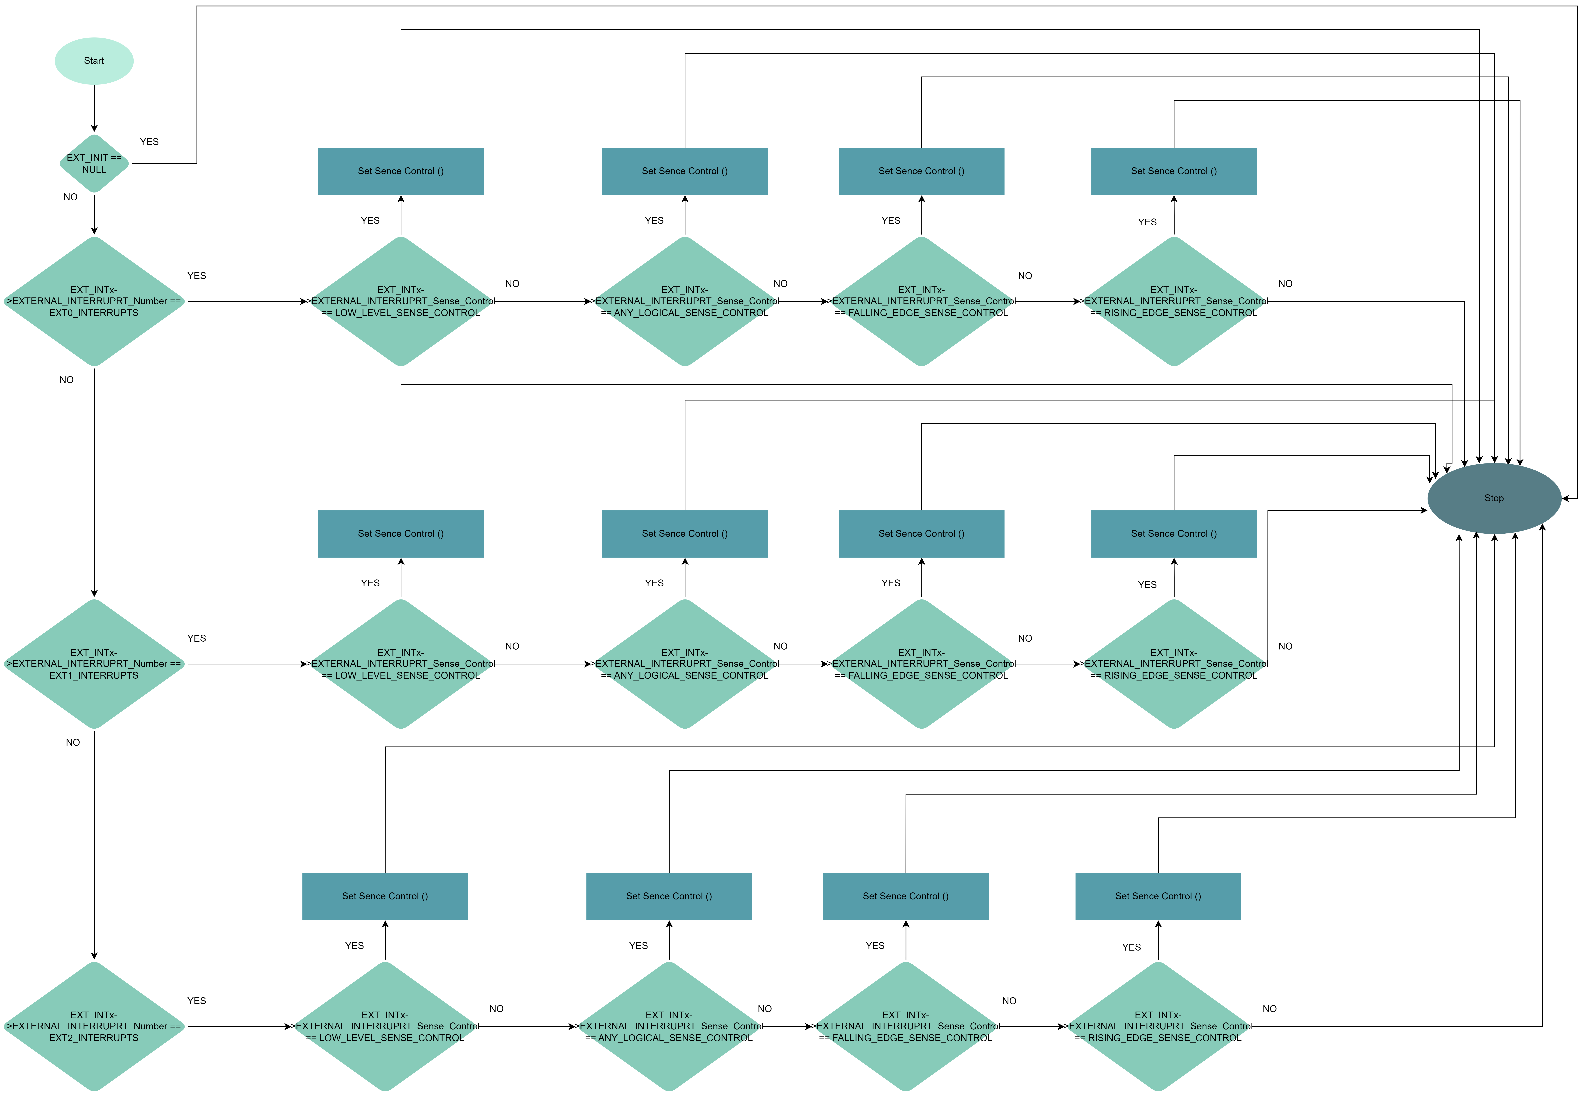 Start
EXT_INIT ==
NULL
YES
NO
Set Sence Control ()
Set Sence Control ()
Set Sence Control ()
Set Sence Control ()
YES
YES
YES
YES
EXT_INTx-
>EXTERNAL_INTERRUPRT_Number ==
EXT0_INTERRUPTS
YES
EXT_INTx-
>EXTERNAL_INTERRUPRT_Sense_Control
== LOW_LEVEL_SENSE_CONTROL
NO
EXT_INTx-
>EXTERNAL_INTERRUPRT_Sense_Control
== ANY_LOGICAL_SENSE_CONTROL
NO
EXT_INTx-
>EXTERNAL_INTERRUPRT_Sense_Control
== FALLING_EDGE_SENSE_CONTROL
NO
EXT_INTx-
>EXTERNAL_INTERRUPRT_Sense_Control
== RISING_EDGE_SENSE_CONTROL
NO
NO
Stop
Set Sence Control ()
Set Sence Control ()
Set Sence Control ()
Set Sence Control ()
YES
YES
YES
YES
EXT_INTx-
>EXTERNAL_INTERRUPRT_Number ==
EXT1_INTERRUPTS
YES
EXT_INTx-
>EXTERNAL_INTERRUPRT_Sense_Control
== LOW_LEVEL_SENSE_CONTROL
NO
EXT_INTx-
>EXTERNAL_INTERRUPRT_Sense_Control
== ANY_LOGICAL_SENSE_CONTROL
NO
EXT_INTx-
>EXTERNAL_INTERRUPRT_Sense_Control
== FALLING_EDGE_SENSE_CONTROL
NO
EXT_INTx-
>EXTERNAL_INTERRUPRT_Sense_Control
== RISING_EDGE_SENSE_CONTROL
NO
NO
Set Sence Control ()
Set Sence Control ()
Set Sence Control ()
Set Sence Control ()
YES
YES
YES
YES
EXT_INTx-
>EXTERNAL_INTERRUPRT_Number ==
EXT2_INTERRUPTS
YES
EXT_INTx-
>EXTERNAL_INTERRUPRT_Sense_Control
== LOW_LEVEL_SENSE_CONTROL
NO
EXT_INTx-
>EXTERNAL_INTERRUPRT_Sense_Control
== ANY_LOGICAL_SENSE_CONTROL
NO
EXT_INTx-
>EXTERNAL_INTERRUPRT_Sense_Control
== FALLING_EDGE_SENSE_CONTROL
NO
EXT_INTx-
>EXTERNAL_INTERRUPRT_Sense_Control
== RISING_EDGE_SENSE_CONTROL
NO